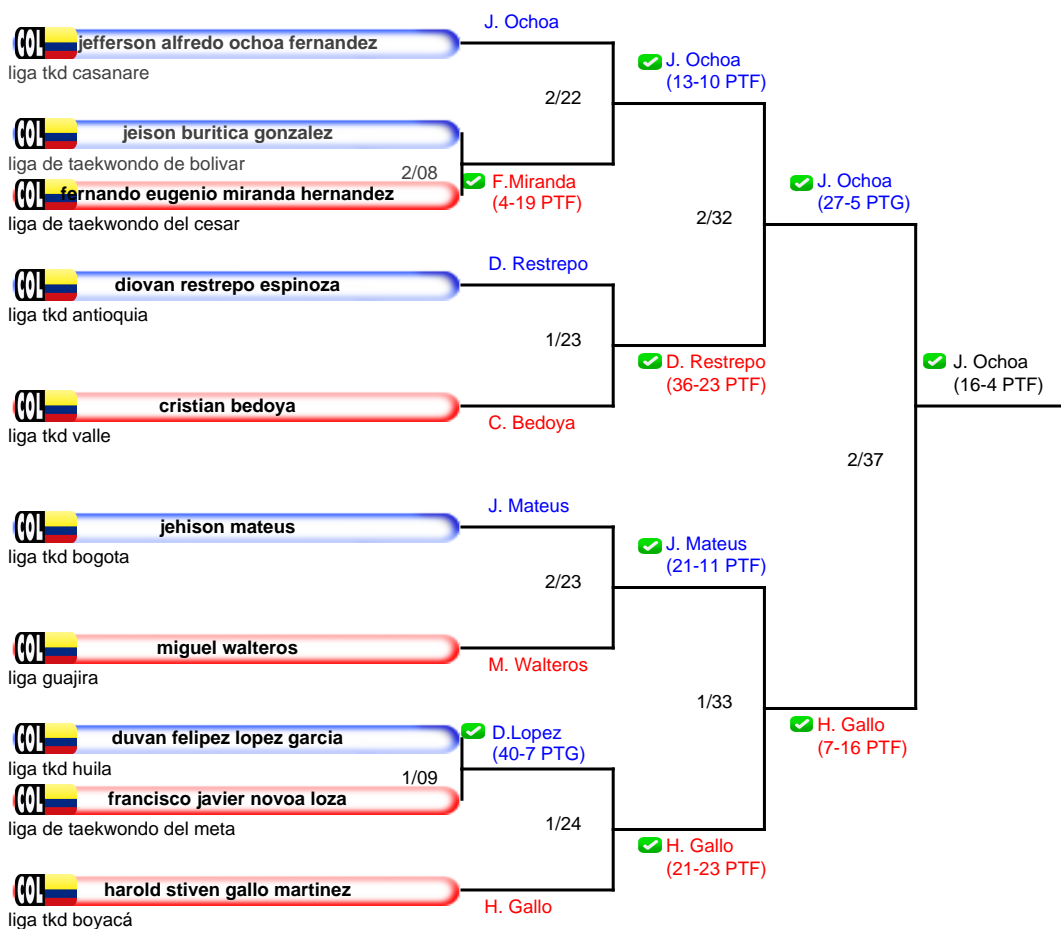 J. Ochoa
COL jefferson alfredo ochoa fernandez
liga tkd casanare
J. Ochoa
(13-10 PTF)
2/22
COL jeison buritica gonzalez
liga de taekwondo de bolivar
2/08
F.Miranda
(4-19 PTF)
COL fernando eugenio miranda hernandez
liga de taekwondo del cesar
J. Ochoa
(27-5 PTG)
2/32
D. Restrepo
COL diovan restrepo espinoza
liga tkd antioquia
1/23
D. Restrepo
(36-23 PTF)
J. Ochoa
(16-4 PTF)
COL cristian bedoya
C. Bedoya
liga tkd valle
2/37
J. Mateus
COL jehison mateus
liga tkd bogota
J. Mateus
(21-11 PTF)
2/23
COL miguel walteros
M. Walteros
liga guajira
1/33
H. Gallo
(7-16 PTF)
COL duvan felipez lopez garcia
D.Lopez
(40-7 PTG)
liga tkd huila
1/09
COL francisco javier novoa loza
liga de taekwondo del meta
1/24
H. Gallo
(21-23 PTF)
COL harold stiven gallo martinez
H. Gallo
liga tkd boyacá